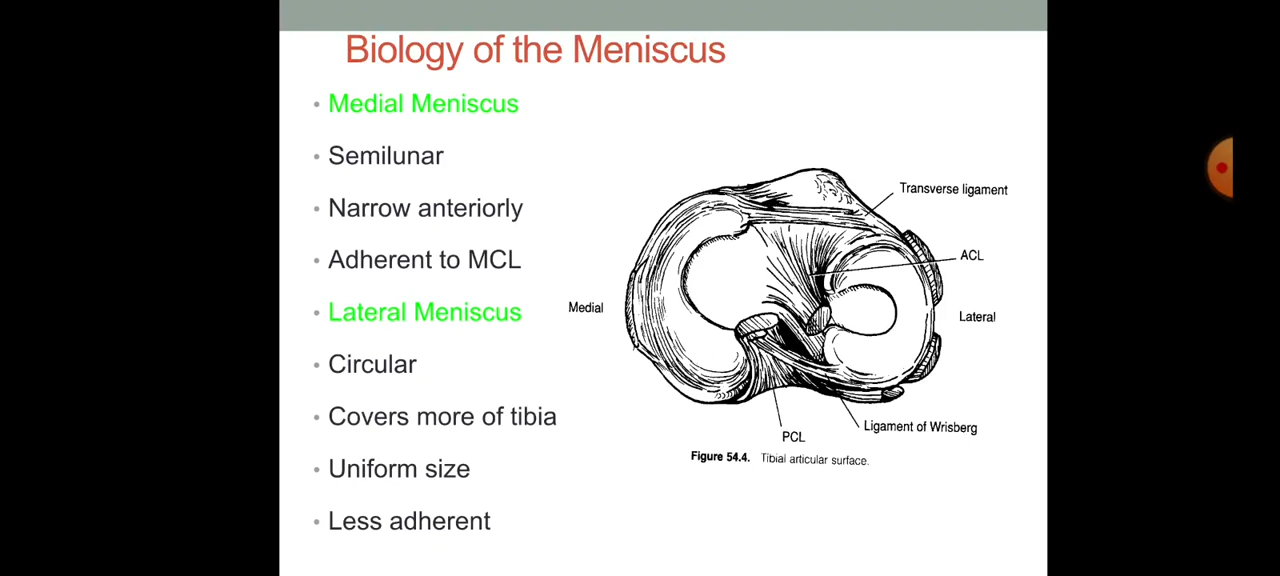 Biology of the Meniscus
• Medial Meniscus
• Semilunar
• Narrow anteriorly
• Adherent to MCL
• Lateral Meniscus
• Circular
• Covers more of tibia
• Uniform size
• Less adherent
Transverse ligament
ACL
Medial
Lateral
Ligament of Wrisberg
PCL
Figure 54.4. Tibial articular surface.